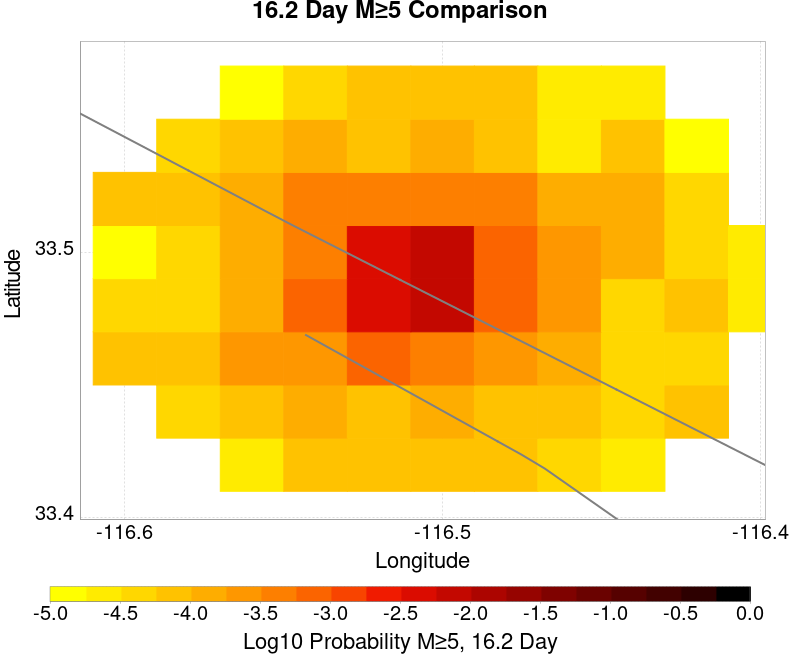 16.2 Day M≥5 Comparison
Latitude
33.5
33.4
-116.6 -116.5 -116.4
Longitude
-5.0 -4.5 -4.0 -3.5 -3.0 -2.5 -2.0 -1.5 -1.0 -0.5 0.0
Log10 Probability M≥5, 16.2 Day